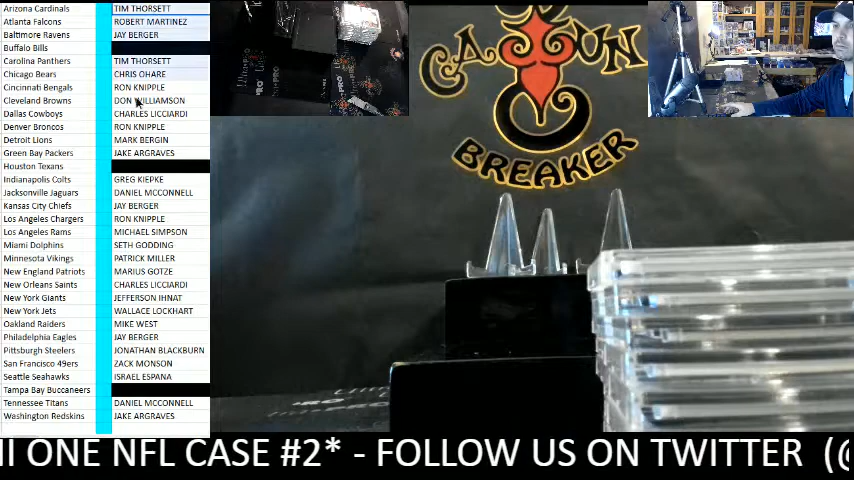 Arizona Cardinals TIM THORSETT
Atlanta Falcons ROBERT MARTINEZ
Baltimore Ravens JAY BERGER
Buffalo Bills
Carolina Panthers TIM THORSETT
Chicago Bears CHRIS OHARE
Cincinnati Bengals RON KNIPPLE
Cleveland Browns DON WILLIAMSON
Dallas Cowboys CHARLES LICCIARDI
Denver Broncos RON KNIPPLE
Detroit Lions MARK BERGIN
Green Bay Packers JAKE ARGRAVES
Houston Texans
Indianapolis Colts GREG KIEPKE
Jacksonville Jaguars DANIEL MCCONNELL
Kansas City Chiefs JAY BERGER
Los Angeles Chargers RON KNIPPLE
Los Angeles Rams MICHAEL SIMPSON
Miami Dolphins SETH GODDING
Minnesota Vikings PATRICK MILLER
New England Patriots MARIUS GOTZE
New Orleans Saints CHARLES LICCIARDI
New York Giants JEFFERSON IHNAT
New York Jets WALLACE LOCKHART
Oakland Raiders MIKE WEST
Philadelphia Eagles JAY BERGER
Pittsburgh Steelers JONATHAN BLACKBURN
San Francisco 49ers ZACK MONSON
Seattle Seahawks ISRAEL ESPANA
Tampa Bay Buccaneers
Tennessee Titans DANIEL MCCONNELL
Washington Redskins JAKE ARGRAVES
CAJUN
BREAKER
ONE NFL CASE #2* - FOLLOW US ON TWITTER (@